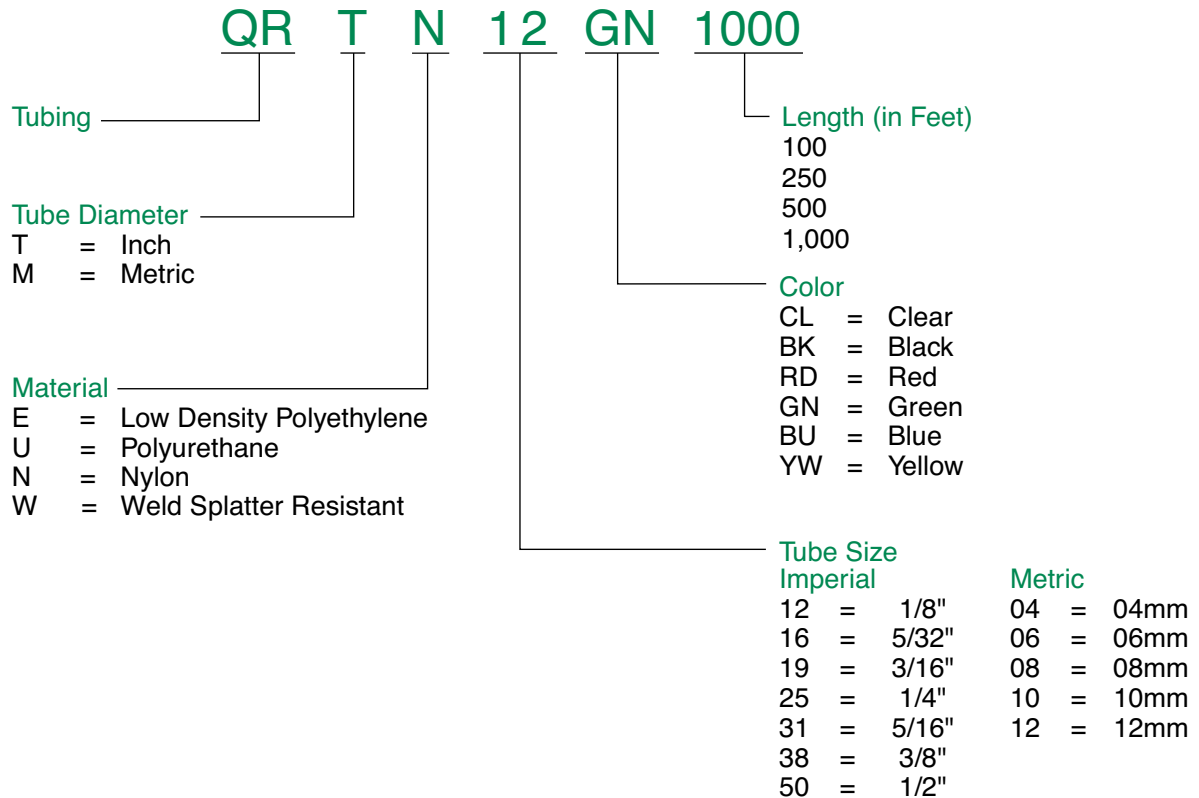 QR T N 12 GN 1000
Tubing
Tube Diameter
T = Inch
M = Metric
Material
E = Low Density Polyethylene
U = Polyurethane
N = Nylon
W = Weld Splatter Resistant
Length (in Feet)
100
250
500
1,000
Color
CL = Clear
BK = Black
RD = Red
GN = Green
BU = Blue
YW = Yellow
Tube Size
Imperial Metric
12 = 1/8" 04 = 04mm
16 = 5/32" 06 = 06mm
19 = 3/16" 08 = 08mm
25 = 1/4" 10 = 10mm
31 = 5/16" 12 = 12mm
38 = 3/8"
50 = 1/2"